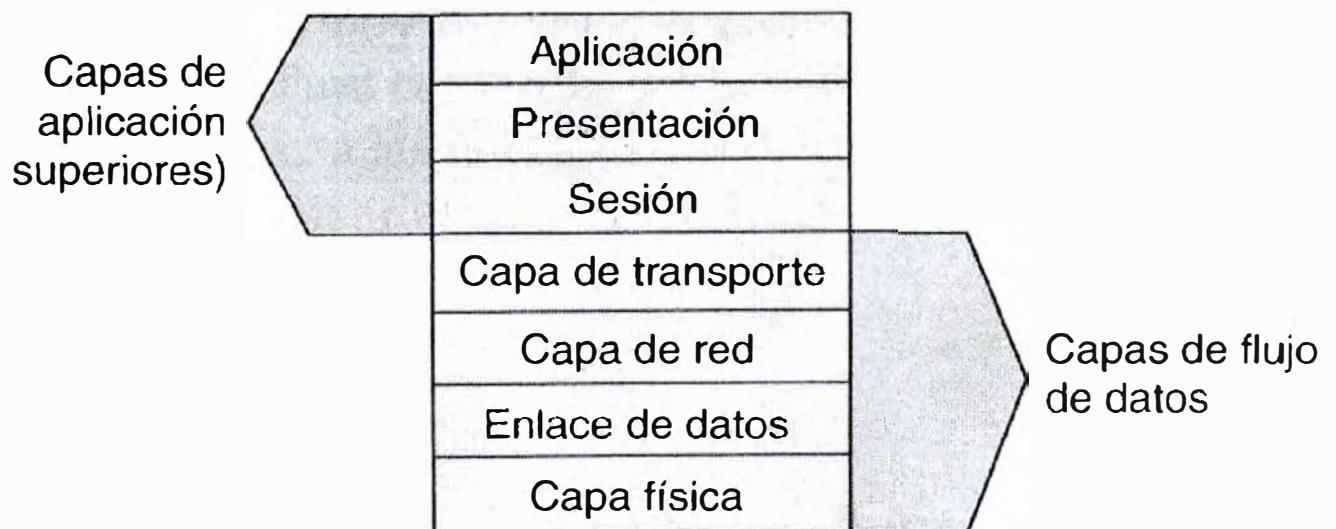 Capas de
aplicación
superiores)
Aplicación
Presentación
Sesión
Capa de transporte
Capa de red
Enlace de datos
Capa física
Capas de flujo
de datos